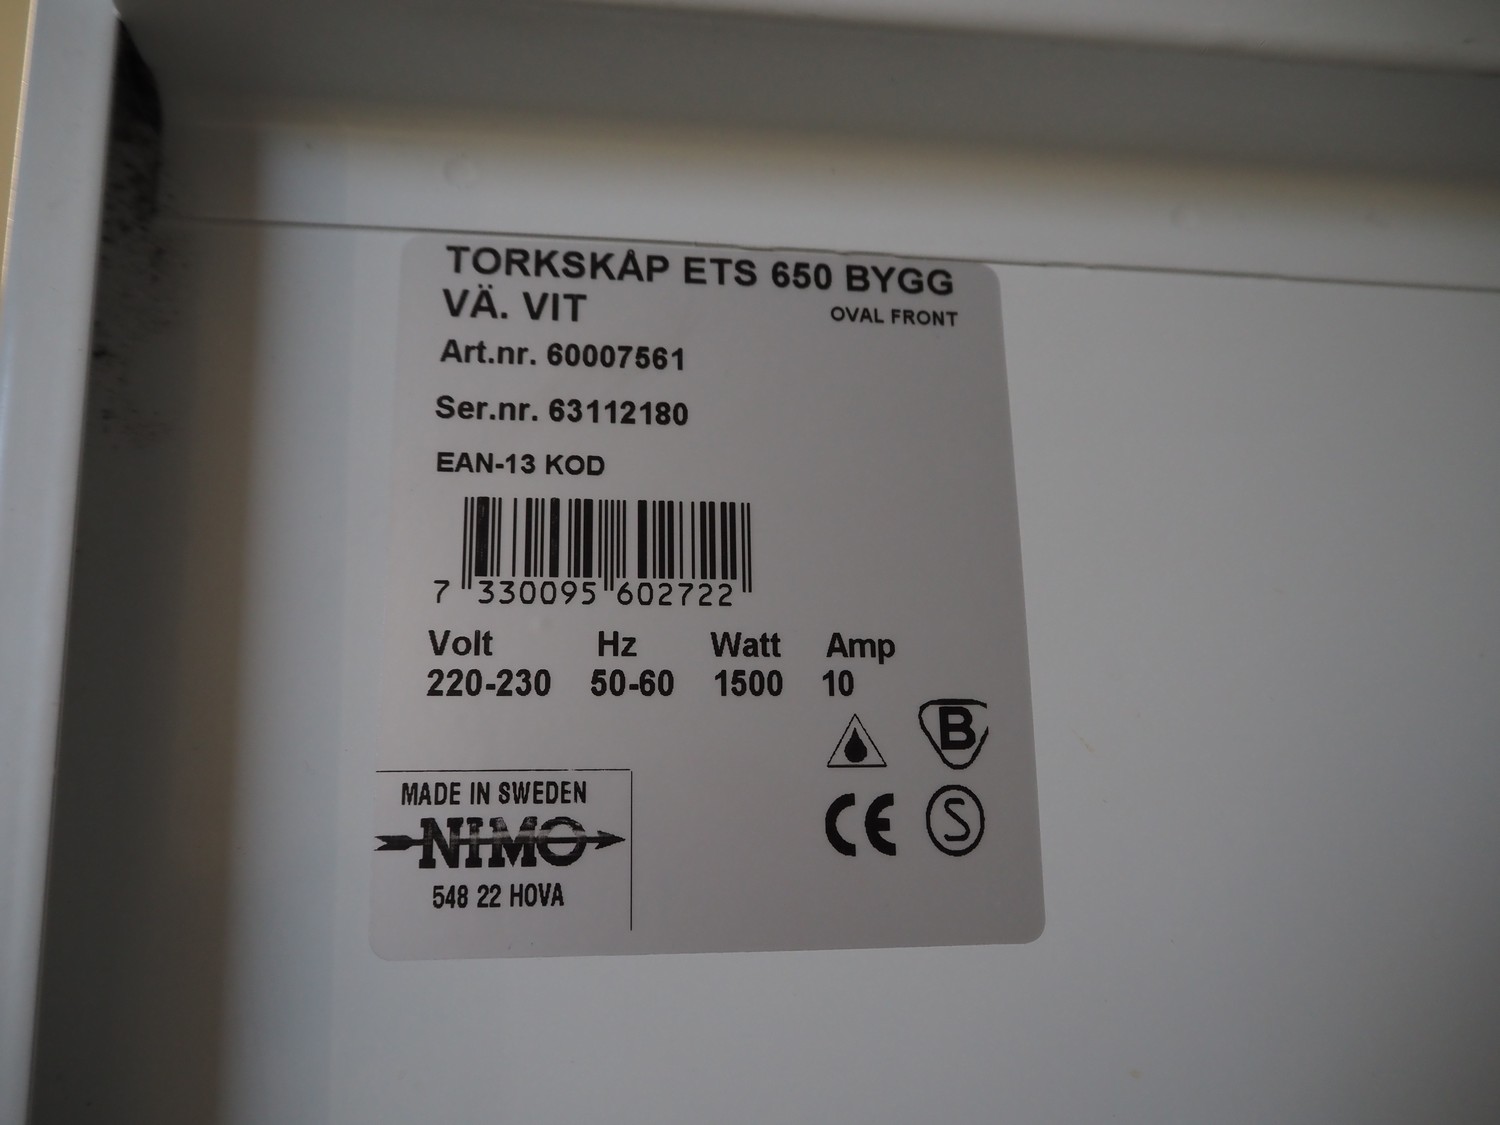 TORKSKÅP ETS 650 BYGG
VÄ. VIT
OVAL FRONT
Art.nr. 60007561
Ser.nr. 63112180
EAN-13 KOD
7 330095 602722
Volt Hz Watt Amp
220-230 50-60 1500 10
B
CE S
MADE IN SWEDEN
NIMO
548 22 HOVA